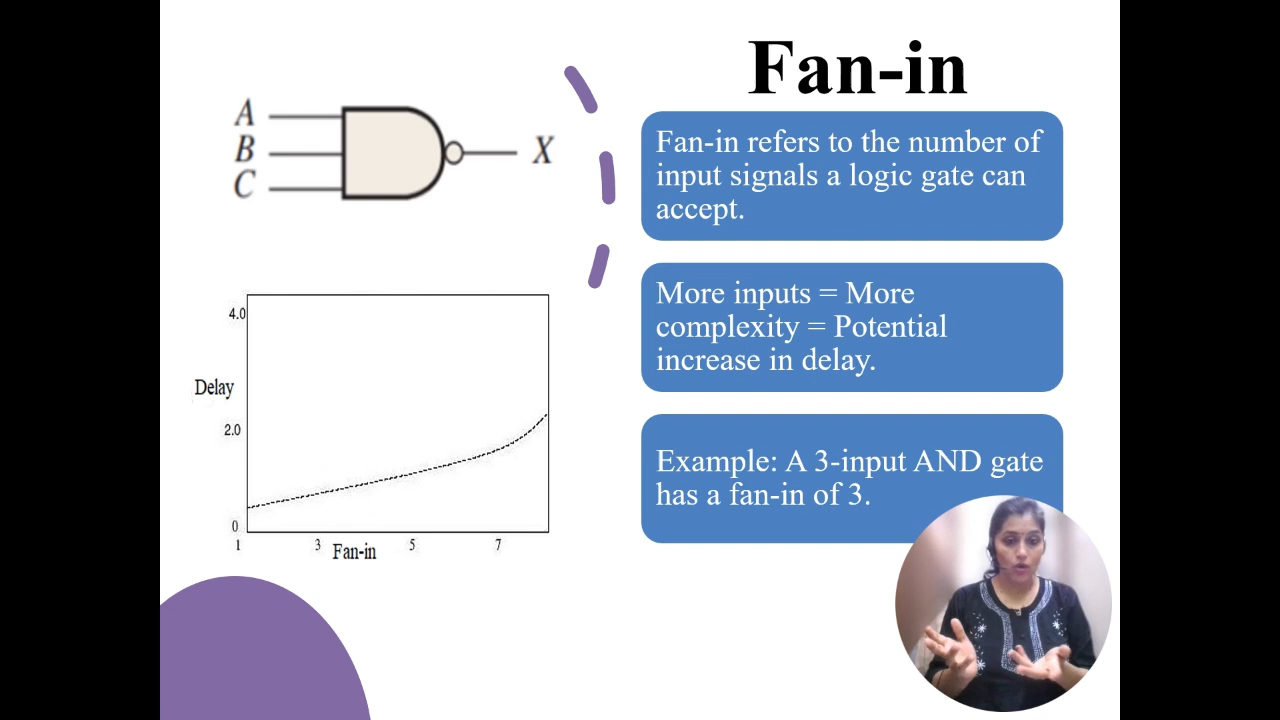 Fan-in
A
B
C
X
Fan-in refers to the number of
input signals a logic gate can
accept.
More inputs = More
complexity = Potential
increase in delay.
Example: A 3-input AND gate
has a fan-in of 3.
4.0
Delay
2.0
0
1 3 5 7
Fan-in